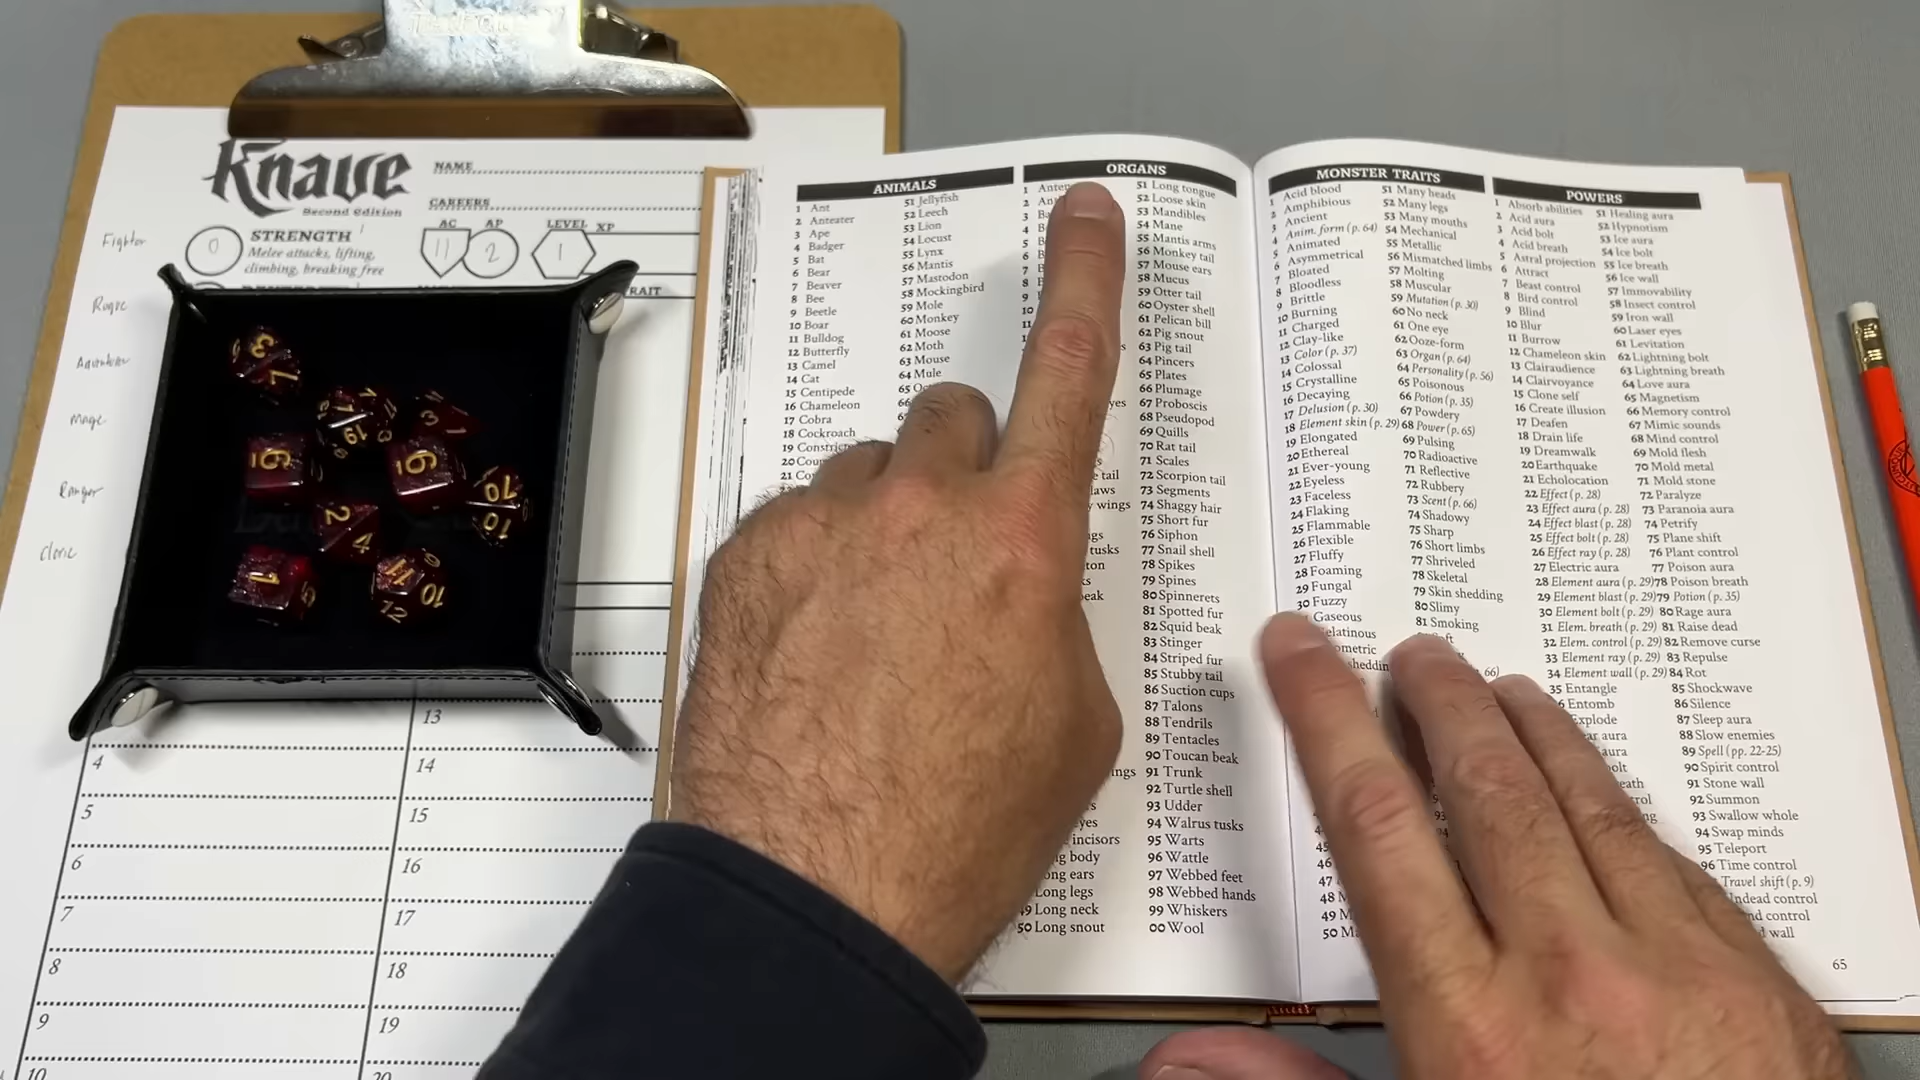 Knave
Second Edition
NAME
CAREERS
AC
AP
LEVEL
XP
11
2
1
0
STRENGTH
Melee attacks, lifting,
climbing, breaking free
TRAIT
Fighter
Mage
Ranger
Cleric
4
5
6
7
8
9
10
13
14
15
16
17
18
19
20
ANIMALS
1 Ant
2 Anteater
3 Ape
4 Badger
5 Bat
6 Bear
7 Beaver
8 Bee
9 Beetle
10 Boar
11 Bulldog
12 Butterfly
13 Camel
14 Cat
15 Centipede
16 Chameleon
17 Cobra
18 Cockroach
51 Jellyfish
52 Leech
53 Lion
54 Locust
55 Lynx
56 Mantis
57 Mastodon
58 Mockingbird
59 Mole
60 Monkey
61 Moose
62 Moth
63 Mouse
64 Mule
ORGANS
Long legs
49 Long neck
50 Long snout
51 Long tongue
52 Loose skin
53 Mandibles
54 Mane
55 Mantis arms
56 Monkey tail
57 Mouse ears
58 Mucus
59 Otter tail
60 Oyster shell
61 Pelican bill
62 Pig snout
63 Pig tail
64 Pincers
65 Plates
66 Plumage
67 Proboscis
68 Pseudopod
69 Quills
70 Rat tail
71 Scales
72 Scorpion tail
73 Segments
74 Shaggy hair
75 Short fur
76 Siphon
77 Snail shell
78 Spikes
79 Spines
80 Spinnerets
81 Spotted fur
82 Squid beak
83 Stinger
84 Striped fur
85 Stubby tail
86 Suction cups
87 Talons
88 Tendrils
89 Tentacles
90 Toucan beak
91 Trunk
92 Turtle shell
93 Udder
94 Walrus tusks
95 Warts
96 Wattle
97 Webbed feet
98 Webbed hands
99 Whiskers
00 Wool
MONSTER TRAITS
1 Acid blood
2 Amphibious
3 Ancient
4 Anim. form (p. 64)
5 Animated
6 Asymmetrical
7 Bloated
8 Bloodless
9 Brittle
10 Burning
11 Charged
12 Clay-like
13 Color (p. 37)
14 Colossal
15 Crystalline
16 Decaying
17 Delusion (p. 30)
18 Element skin (p. 29)
19 Elongated
20 Ethereal
21 Ever-young
22 Eyeless
23 Faceless
24 Flaking
25 Flammable
26 Flexible
27 Fluffy
28 Foaming
29 Fungal
30 Fuzzy
Gaseous
51 Many heads
52 Many legs
53 Many mouths
54 Mechanical
55 Metallic
56 Mismatched limbs
57 Molting
58 Muscular
59 Mutation (p. 30)
60 No neck
61 One eye
62 Ooze-form
63 Organ (p. 64)
64 Personality (p. 56)
65 Poisonous
66 Potion (p. 35)
67 Powdery
68 Power (p. 65)
69 Pulsing
70 Radioactive
71 Reflective
72 Rubbery
73 Scent (p. 66)
74 Shadowy
75 Sharp
76 Short limbs
77 Shriveled
78 Skeletal
79 Skin shedding
80 Slimy
81 Smoking
POWERS
1 Absorb abilities
2 Acid aura
3 Acid bolt
4 Acid breath
5 Astral projection
6 Attract
7 Beast control
8 Bird control
9 Blind
10 Blur
11 Burrow
12 Chameleon skin
13 Clairaudience
14 Clairvoyance
15 Clone self
16 Create illusion
17 Deafen
18 Drain life
19 Dreamwalk
20 Earthquake
21 Echolocation
22 Effect (p. 28)
23 Effect aura (p. 28)
24 Effect blast (p. 28)
25 Effect bolt (p. 28)
26 Effect ray (p. 28)
27 Electric aura
28 Element aura (p. 29)
29 Element blast (p. 29)
30 Element bolt (p. 29)
31 Elem. breath (p. 29)
32 Elem. control (p. 29)
33 Element ray (p. 29)
34 Element wall (p. 29)
35 Entangle
Entomb
Explode
51 Healing aura
52 Hypnotism
53 Ice aura
54 Ice bolt
55 Ice breath
56 Ice wall
57 Immovability
58 Insect control
59 Iron wall
60 Laser eyes
61 Levitation
62 Lightning bolt
63 Lightning breath
64 Love aura
65 Magnetism
66 Memory control
67 Mimic sounds
68 Mind control
69 Mold flesh
70 Mold metal
71 Mold stone
72 Paralyze
73 Paranoia aura
74 Petrify
75 Plane shift
76 Plant control
77 Poison aura
78 Poison breath
79 Potion (p. 35)
80 Rage aura
81 Raise dead
82 Remove curse
83 Repulse
84 Rot
85 Shockwave
86 Silence
87 Sleep aura
88 Slow enemies
89 Spell (pp. 22-25)
90 Spirit control
91 Stone wall
92 Summon
93 Swallow whole
94 Swap minds
95 Teleport
96 Time control
Travel shift (p. 9)
65